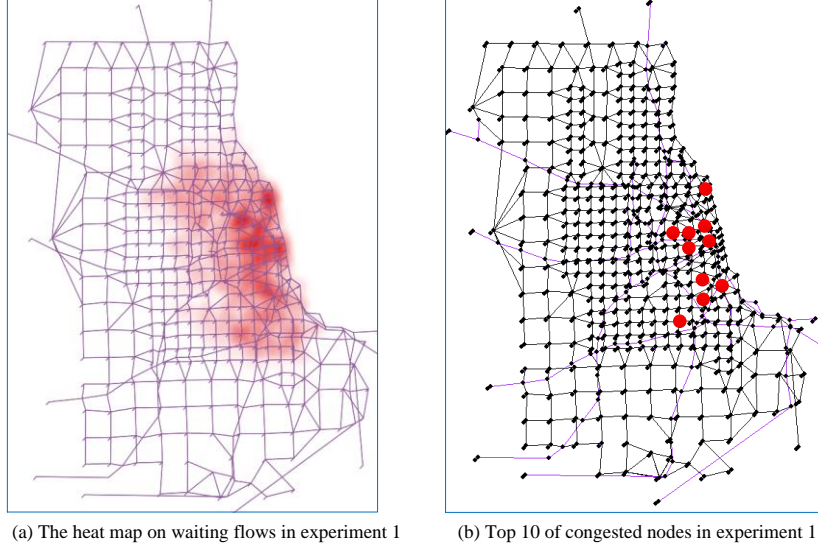 (a) The heat map on waiting flows in experiment 1
(b) Top 10 of congested nodes in experiment 1